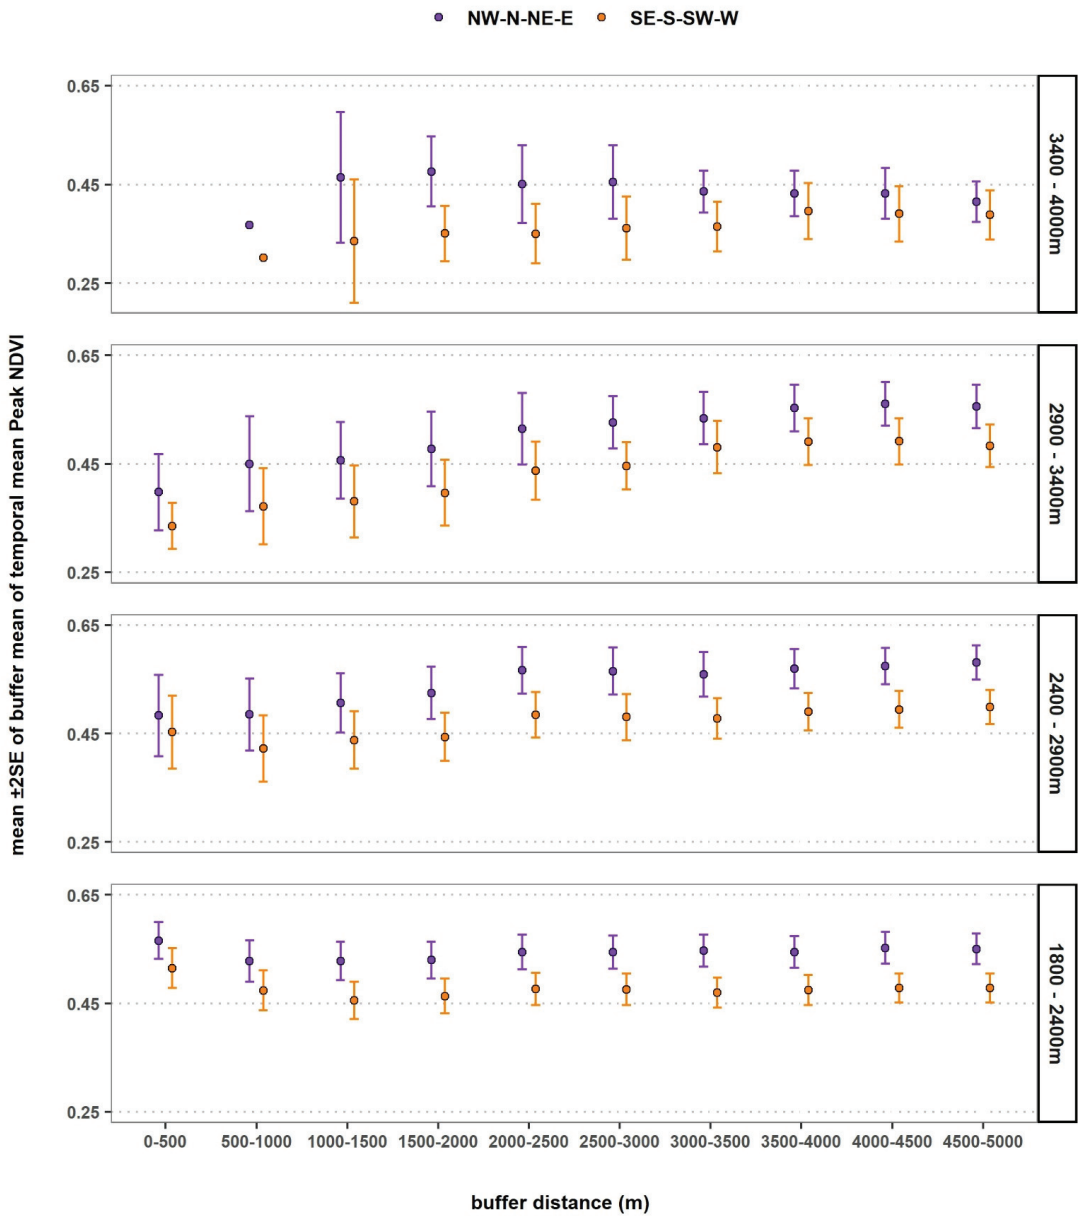 NW-N-NE-E SE-S-SW-W
mean ±2SE of buffer mean of temporal mean Peak NDVI
0.65
0.45
0.25
3400 - 4000m
0.65
0.45
0.25
2900 - 3400m
0.65
0.45
0.25
2400 - 2900m
0.65
0.45
0.25
1800 - 2400m
0-500 500-1000 1000-1500 1500-2000 2000-2500 2500-3000 3000-3500 3500-4000 4000-4500 4500-5000
buffer distance (m)